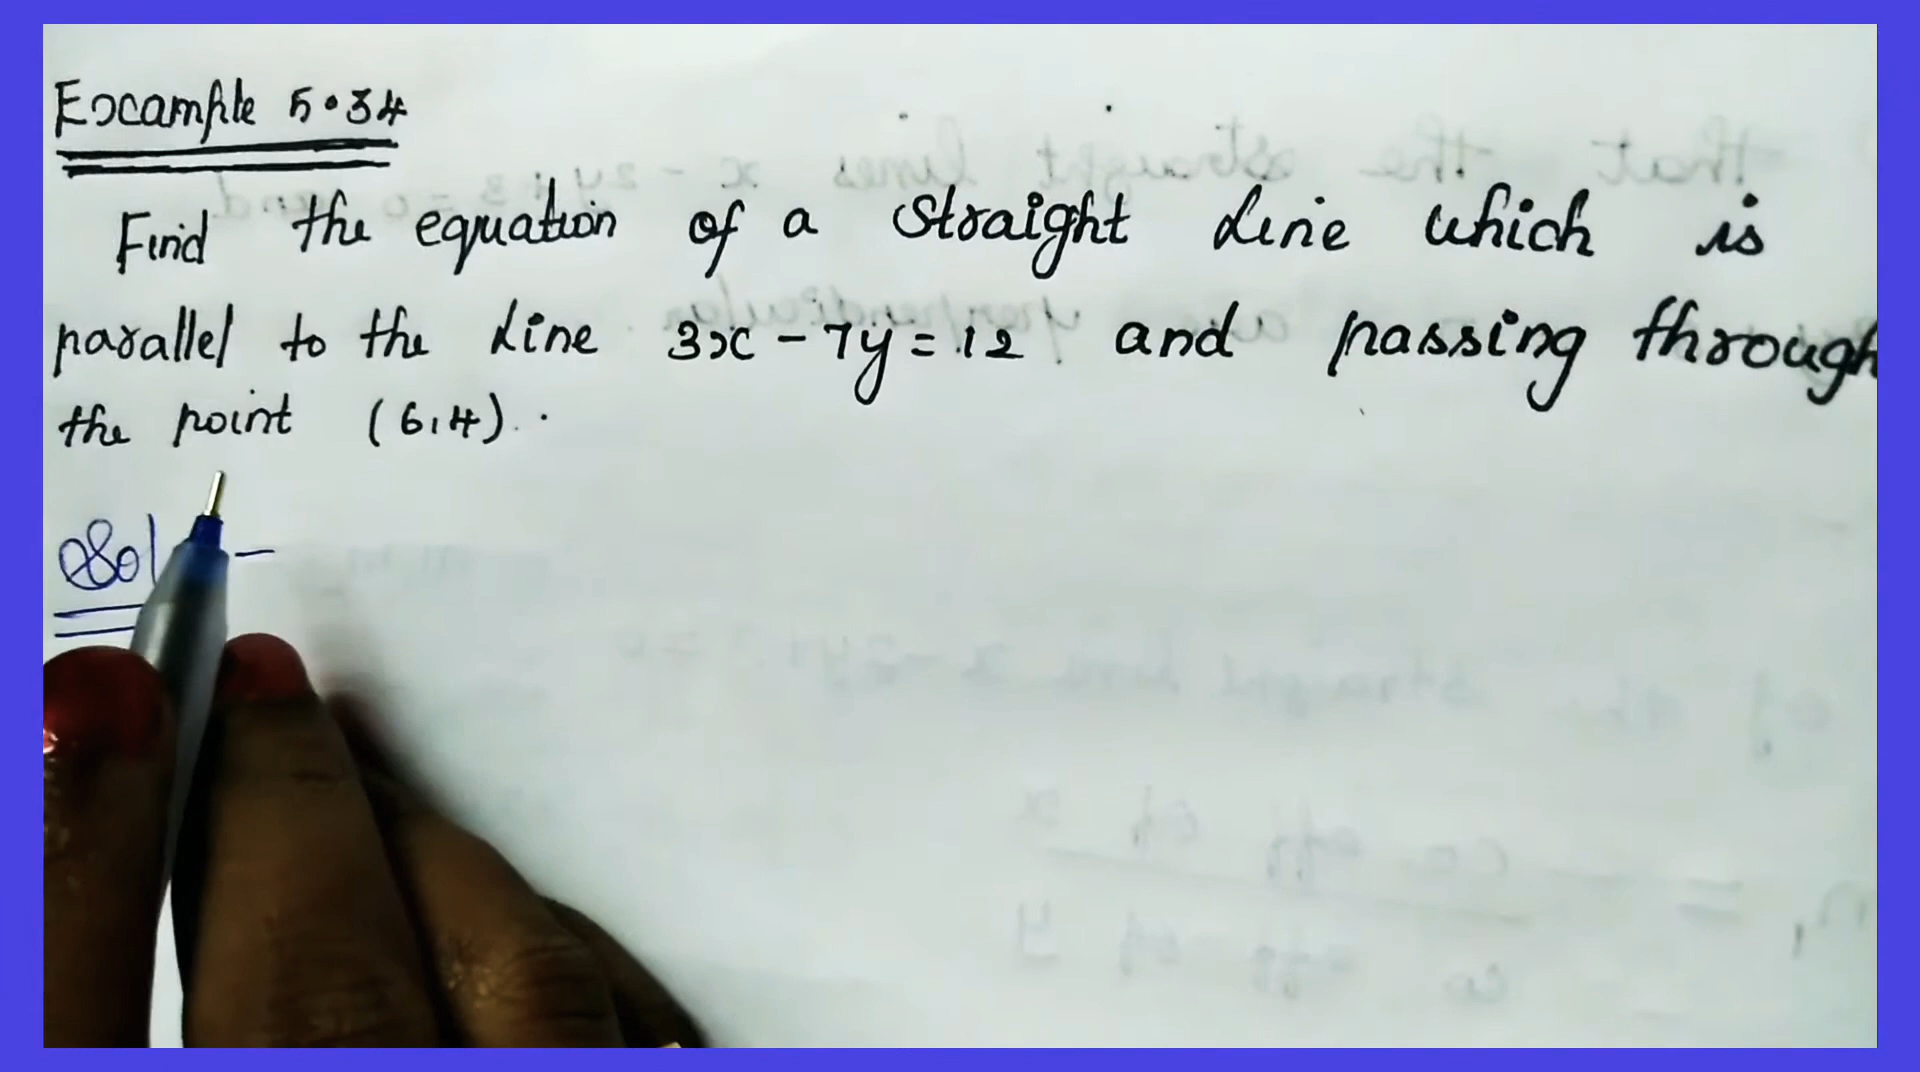 Example 5.34
Find the equation of a straight line which is
parallel to the line 3x - 7y = 12 and passing through
the point (6,4).
Sol -